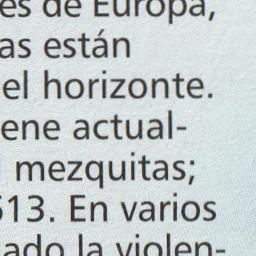 es de Europa,
as están
el horizonte.
ene actual-
mezquitas;
513. En varios
ado la violen-